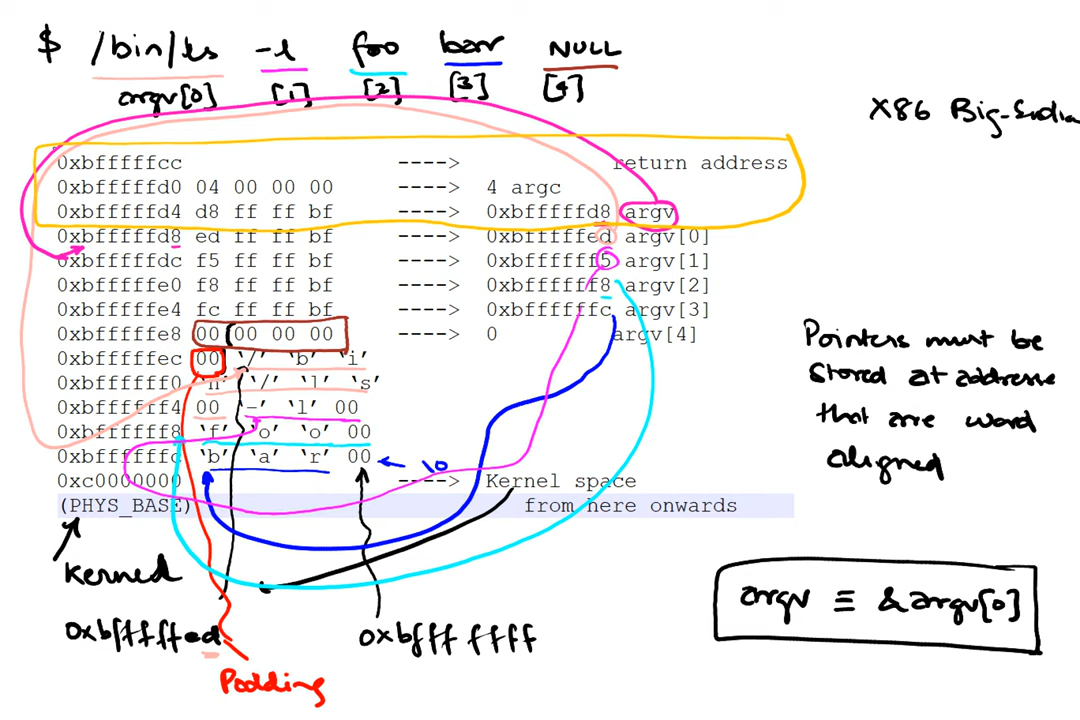 $ /bin/ls -l foo bar NULL
argv[0] [1] [2] [3] [4]
X86 Big-Endian
0xbfffffcc ----> return address
0xbfffffd0 04 00 00 00 ----> 4 argc
0xbfffffd4 d8 ff ff bf ----> 0xbfffffd8 argv
0xbfffffd8 ed ff ff bf ----> 0xbfffffed argv[0]
0xbfffffdc f5 ff ff bf ----> 0xbffffff5 argv[1]
0xbfffffe0 f8 ff ff bf ----> 0xbffffff8 argv[2]
0xbfffffe4 fc ff ff bf ----> 0xbffffffc argv[3]
0xbfffffe8 00 00 00 00 ----> 0 argv[4]
0xbfffffec 00 ‘/’ ‘b’ ‘i’
0xbffffff0 ‘n’ ‘/’ ‘l’ ‘s’
0xbffffff4 00 ‘-’ ‘l’ 00
0xbffffff8 ‘f’ ‘o’ ‘o’ 00
0xbffffffc ‘b’ ‘a’ ‘r’ 00 ← \0
0xc0000000 ----> Kernel space
(PHYS_BASE) from here onwards
Pointers must be
stored at addresse
that are word
aligned
kerned
0xbfffffed 0xbfff ffff
Padding
argv ≡ &argv[0]